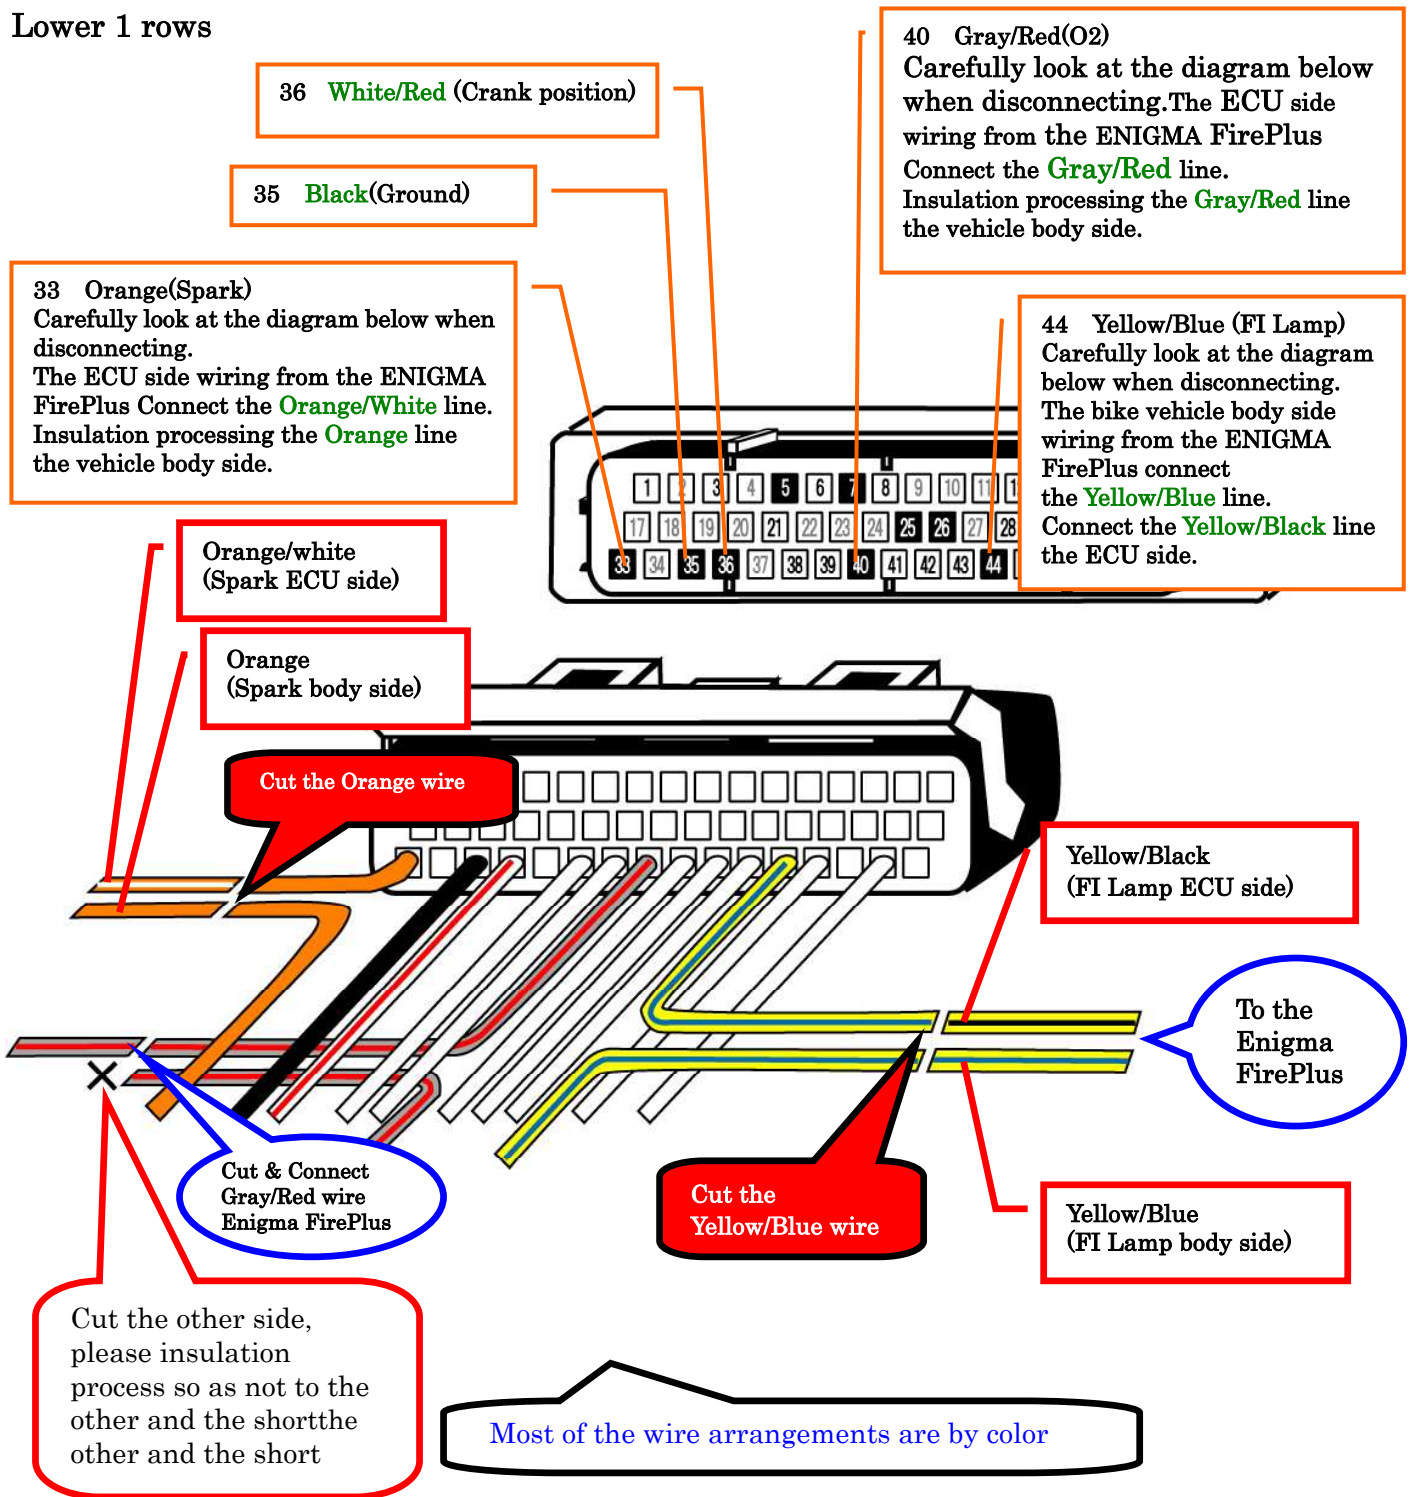 Lower 1 rows
40 Gray/Red(O2)
Carefully look at the diagram below
when disconnecting.The ECU side
wiring from the ENIGMA FirePlus
Connect the Gray/Red line.
Insulation processing the Gray/Red line
the vehicle body side.
36 White/Red (Crank position)
35 Black(Ground)
33 Orange(Spark)
Carefully look at the diagram below when
disconnecting.
The ECU side wiring from the ENIGMA
FirePlus Connect the Orange/White line.
Insulation processing the Orange line
the vehicle body side.
44 Yellow/Blue (FI Lamp)
Carefully look at the diagram
below when disconnecting.
The bike vehicle body side
wiring from the ENIGMA
FirePlus connect
the Yellow/Blue line.
Connect the Yellow/Black line
the ECU side.
1 2 3 4 5 6 7 8 9 10 11
17 18 19 20 21 22 23 24 25 26 27 28
33 34 35 36 37 38 39 40 41 42 43 44
Orange/white
(Spark ECU side)
Orange
(Spark body side)
Cut the Orange wire
Yellow/Black
(FI Lamp ECU side)
To the
Enigma
FirePlus
Cut & Connect
Gray/Red wire
Enigma FirePlus
Cut the
Yellow/Blue wire
Yellow/Blue
(FI Lamp body side)
Cut the other side,
please insulation
process so as not to the
other and the shortthe
other and the short
Most of the wire arrangements are by color